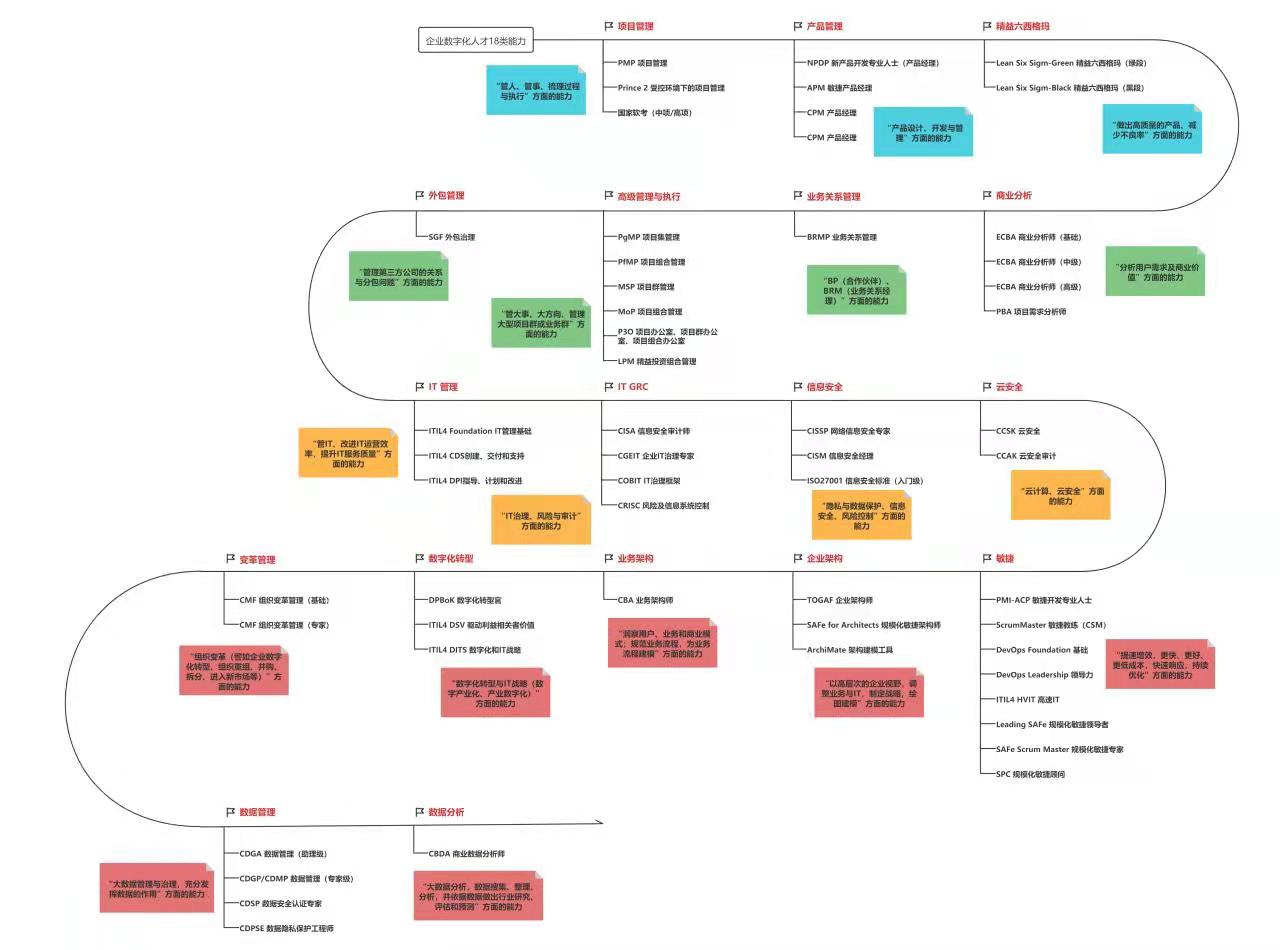 企业数字化人才18类能力
项目管理
PMP 项目管理
Prince 2 受控环境下的项目管理
国家软考（中项/高项）
“管人、管事、梳理过程
与执行”方面的能力
产品管理
NPDP 新产品开发专业人士（产品经理）
APM 敏捷产品经理
CPM 产品经理
CPM 产品经理
“产品设计、开发与管
理”方面的能力
精益六西格玛
Lean Six Sigm-Green 精益六西格玛（绿段）
Lean Six Sigm-Black 精益六西格玛（黑段）
“做出高质量的产品、减
少不良率”方面的能力
外包管理
SGF 外包治理
“管理第三方公司的关系
与分包问题”方面的能力
高级管理与执行
PgMP 项目集管理
PfMP 项目组合管理
MSP 项目群管理
MoP 项目组合管理
P3O 项目办公室、项目群办公
室、项目组合办公室
LPM 精益投资组合管理
“管大事、大方向、管理
大型项目群或业务群”方
面的能力
业务关系管理
BRMP 业务关系管理
“BP（合作伙伴）、
BRM（业务关系经
理）”方面的能力
商业分析
ECBA 商业分析师（基础）
ECBA 商业分析师（中级）
ECBA 商业分析师（高级）
PBA 项目需求分析师
“分析用户需求及商业价
值”方面的能力
IT 管理
ITIL4 Foundation IT管理基础
ITIL4 CDS创建、交付和支持
ITIL4 DPI指导、计划和改进
“管IT、改进IT运营效
率，提升IT服务质量”方
面的能力
IT GRC
CISA 信息安全审计师
CGEIT 企业IT治理专家
COBIT IT治理框架
CRISC 风险及信息系统控制
“IT治理、风险与审计”
方面的能力
信息安全
CISSP 网络信息安全专家
CISM 信息安全经理
ISO27001 信息安全标准（入门级）
“隐私与数据保护、信息
安全、风险控制”方面的
能力
云安全
CCSK 云安全
CCAK 云安全审计
“云计算、云安全”方面
的能力
变革管理
CMF 组织变革管理（基础）
CMF 组织变革管理（专家）
“组织变革（譬如企业数字
化转型、组织重组、并购、
拆分、进入新市场等）”方
面的能力
数字化转型
DPBoK 数字化转型官
ITIL4 DSV 驱动利益相关者价值
ITIL4 DITS 数字化和IT战略
“数字化转型与IT战略（数
字产业化、产业数字化）”
方面的能力
业务架构
CBA 业务架构师
“洞察用户、业务和商业模
式；规范业务流程，为业务
流程建模”方面的能力
企业架构
TOGAF 企业架构师
SAFe for Architects 规模化敏捷架构师
ArchiMate 架构建模工具
“以高层次的企业视野，调
整业务与IT，制定战略，绘
图建模”方面的能力
敏捷
PMI-ACP 敏捷开发专业人士
ScrumMaster 敏捷教练（CSM）
DevOps Foundation 基础
DevOps Leadership 领导力
ITIL4 HVIT 高速IT
Leading SAFe 规模化敏捷领导者
SAFe Scrum Master 规模化敏捷专家
SPC 规模化敏捷顾问
“提速增效，更快、更好、
更低成本，快速响应，持续
优化”方面的能力
数据管理
CDGA 数据管理（助理级）
CDGP/CDMP 数据管理（专家级）
CDSP 数据安全认证专家
CDPSE 数据隐私保护工程师
“大数据管理与治理，充分发
挥数据的作用”方面的能力
数据分析
CBDA 商业数据分析师
“大数据分析，数据搜集、整理、
分析，并依据数据做出行业研究、
评估和预测”方面的能力